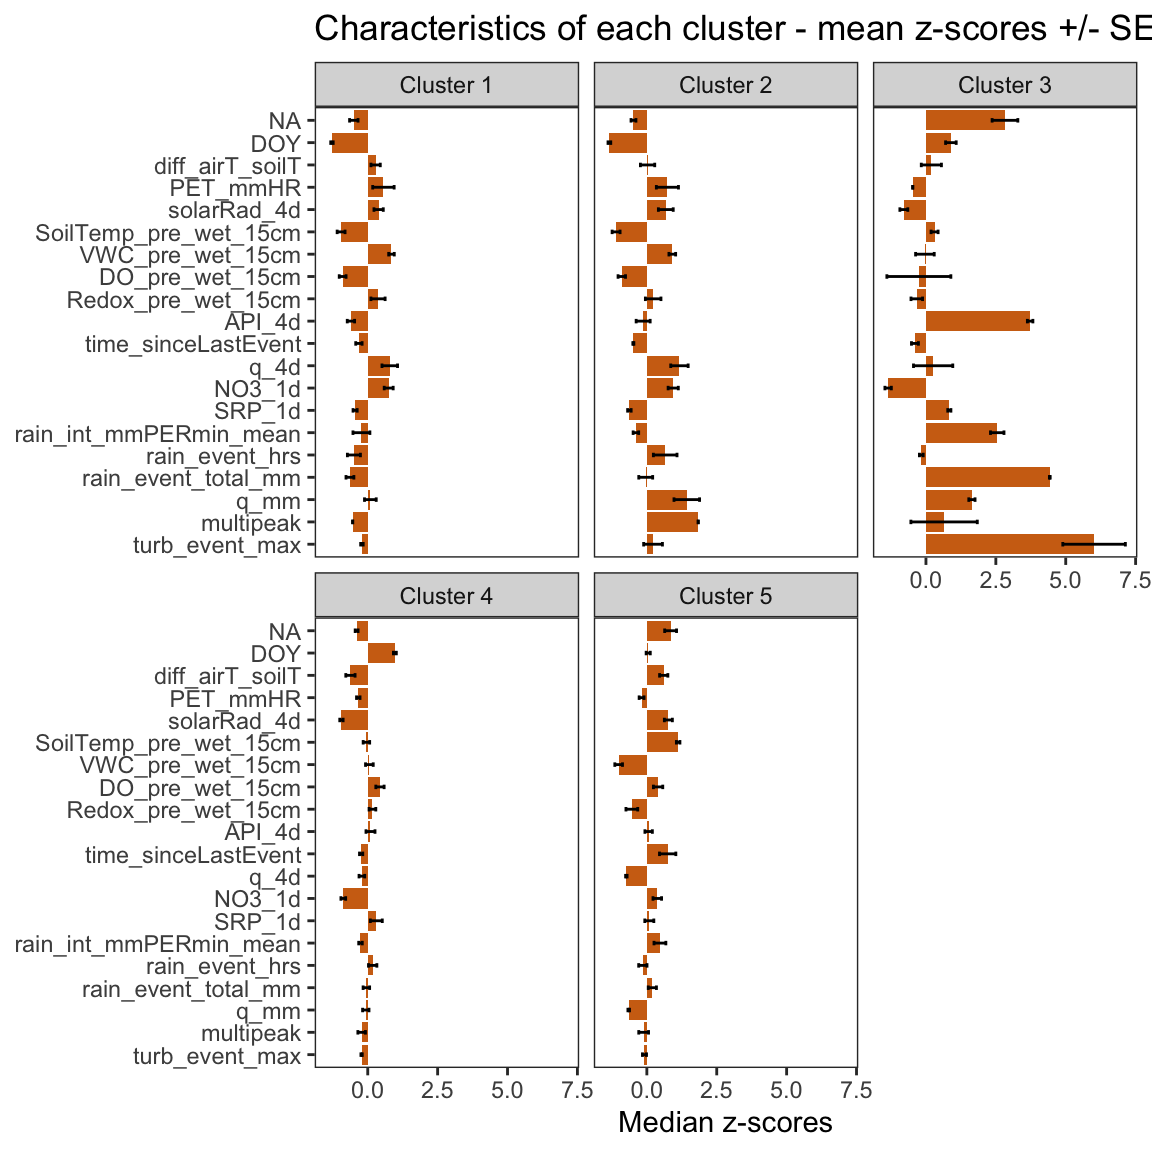 Characteristics of each cluster - mean z-scores +/- SE
Cluster 1
Cluster 2
Cluster 3
NA
DOY
diff_airT_soilT
PET_mmHR
solarRad_4d
SoilTemp_pre_wet_15cm
VWC_pre_wet_15cm
DO_pre_wet_15cm
Redox_pre_wet_15cm
API_4d
time_sinceLastEvent
q_4d
NO3_1d
SRP_1d
rain_int_mmPERmin_mean
rain_event_hrs
rain_event_total_mm
q_mm
multipeak
turb_event_max
0.0 2.5 5.0 7.5
Cluster 4
Cluster 5
NA
DOY
diff_airT_soilT
PET_mmHR
solarRad_4d
SoilTemp_pre_wet_15cm
VWC_pre_wet_15cm
DO_pre_wet_15cm
Redox_pre_wet_15cm
API_4d
time_sinceLastEvent
q_4d
NO3_1d
SRP_1d
rain_int_mmPERmin_mean
rain_event_hrs
rain_event_total_mm
q_mm
multipeak
turb_event_max
0.0 2.5 5.0 7.5
0.0 2.5 5.0 7.5
Median z-scores